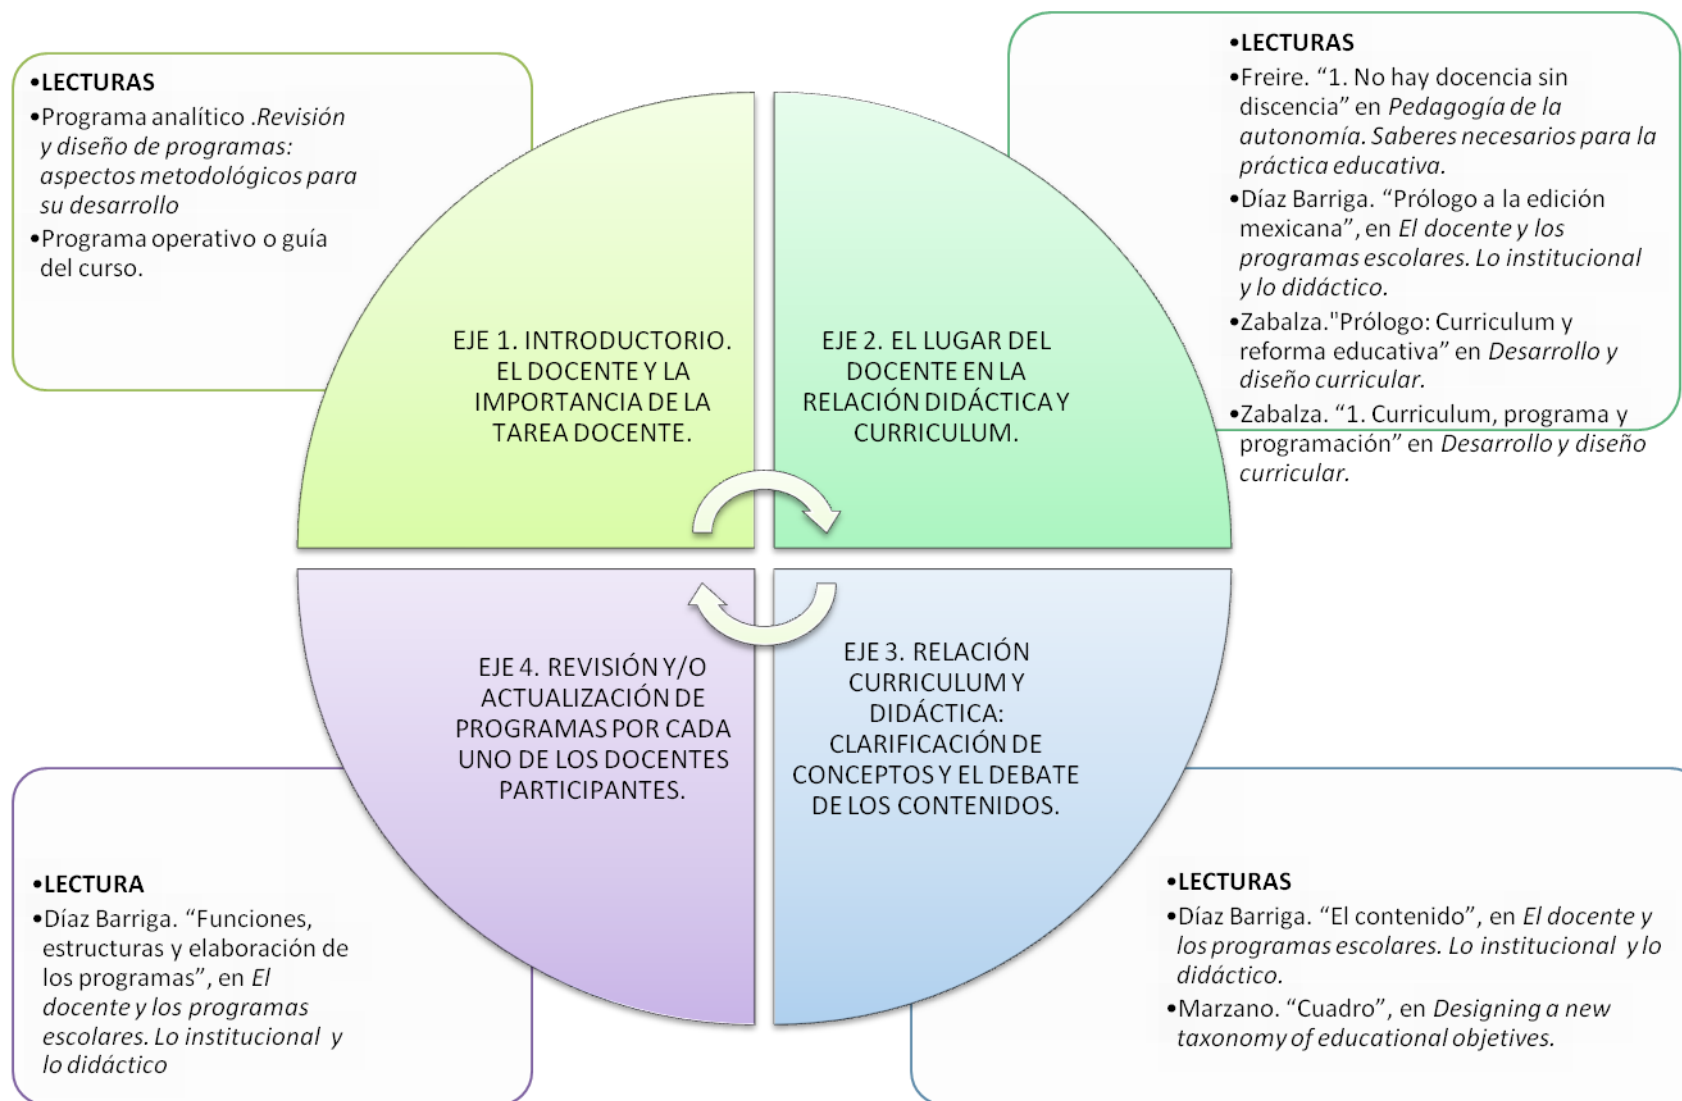 •LECTURAS
•Programa analítico .Revisión
y diseño de programas:
aspectos metodológicos para
su desarrollo
•Programa operativo o guía
del curso.
•LECTURAS
•Freire. “1. No hay docencia sin
discencia” en Pedagogía de la
autonomía. Saberes necesarios para la
práctica educativa.
•Díaz Barriga. “Prólogo a la edición
mexicana”, en El docente y los
programas escolares. Lo institucional
y lo didáctico.
•Zabalza."Prólogo: Curriculum y
reforma educativa” en Desarrollo y
diseño curricular.
•Zabalza. “1. Curriculum, programa y
programación” en Desarrollo y diseño
curricular.
EJE 1. INTRODUCTORIO.
EL DOCENTE Y LA
IMPORTANCIA DE LA
TAREA DOCENTE.
EJE 2. EL LUGAR DEL
DOCENTE EN LA
RELACIÓN DIDÁCTICA Y
CURRICULUM.
EJE 4. REVISIÓN Y/O
ACTUALIZACIÓN DE
PROGRAMAS POR CADA
UNO DE LOS DOCENTES
PARTICIPANTES.
EJE 3. RELACIÓN
CURRICULUM Y
DIDÁCTICA:
CLARIFICACIÓN DE
CONCEPTOS Y EL DEBATE
DE LOS CONTENIDOS.
•LECTURA
•Díaz Barriga. “Funciones,
estructuras y elaboración de
los programas”, en El
docente y los programas
escolares. Lo institucional y
lo didáctico
•LECTURAS
•Díaz Barriga. “El contenido”, en El docente y
los programas escolares. Lo institucional y lo
didáctico.
•Marzano. “Cuadro”, en Designing a new
taxonomy of educational objetives.